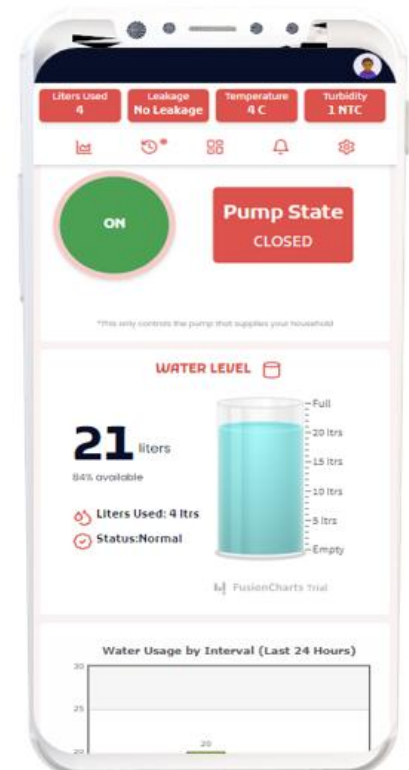 Liters Used
4
Leakage
No Leakage
Temperature
4 C
Turbidity
1 NTC
ON
Pump State
CLOSED
*This only controls the pump that supplies your household
WATER LEVEL
21 liters
84% available
Liters Used: 4 ltrs
Status:Normal
Full
20 ltrs
15 ltrs
10 ltrs
5 ltrs
Empty
FusionCharts Trial
Water Usage by Interval (Last 24 Hours)
30
25
20
20